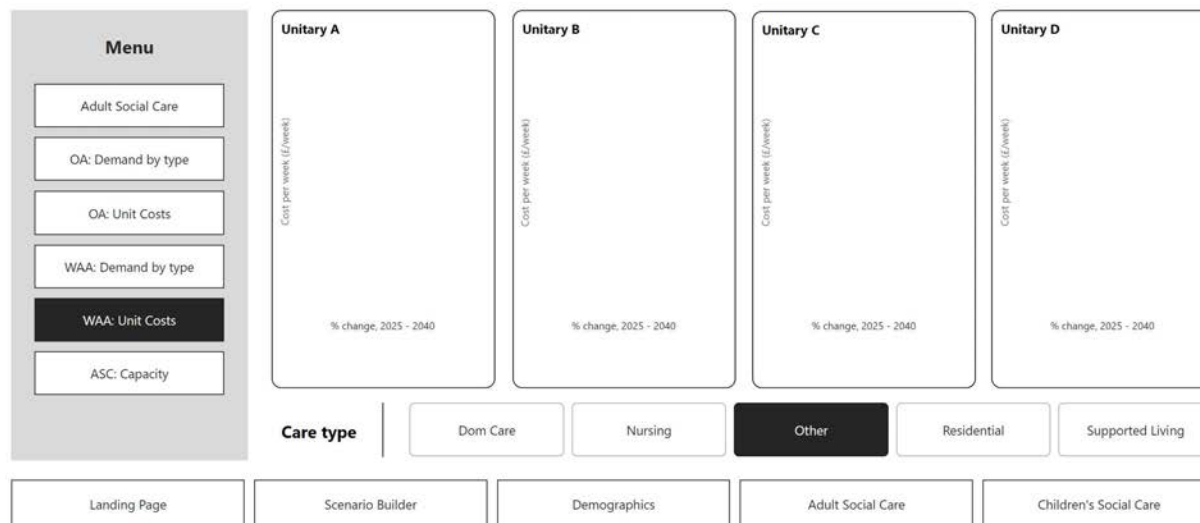 Menu
Adult Social Care
OA: Demand by type
OA: Unit Costs
WAA: Demand by type
WAA: Unit Costs
ASC: Capacity
Unitary A
Cost per week (£/week)
% change, 2025 - 2040
Unitary B
Cost per week (£/week)
% change, 2025 - 2040
Unitary C
Cost per week (£/week)
% change, 2025 - 2040
Unitary D
Cost per week (£/week)
% change, 2025 - 2040
Care type
Dom Care
Nursing
Other
Residential
Supported Living
Landing Page
Scenario Builder
Demographics
Adult Social Care
Children's Social Care